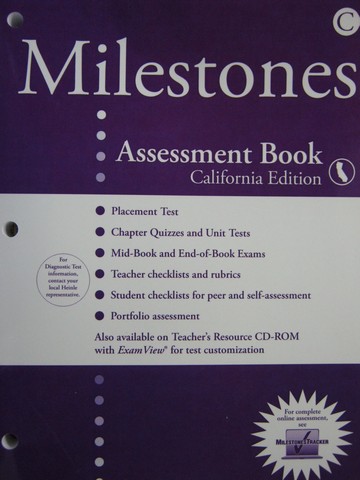 C
Milestones
Assessment Book
California Edition
Placement Test
Chapter Quizzes and Unit Tests
Mid-Book and End-of-Book Exams
Teacher checklists and rubrics
Student checklists for peer and self-assessment
Portfolio assessment
For
Diagnostic Test
information,
contact your
local Heinle
representative.
Also available on Teacher's Resource CD-ROM
with ExamView® for test customization
For complete
online assessment,
see
MilestonesTracker